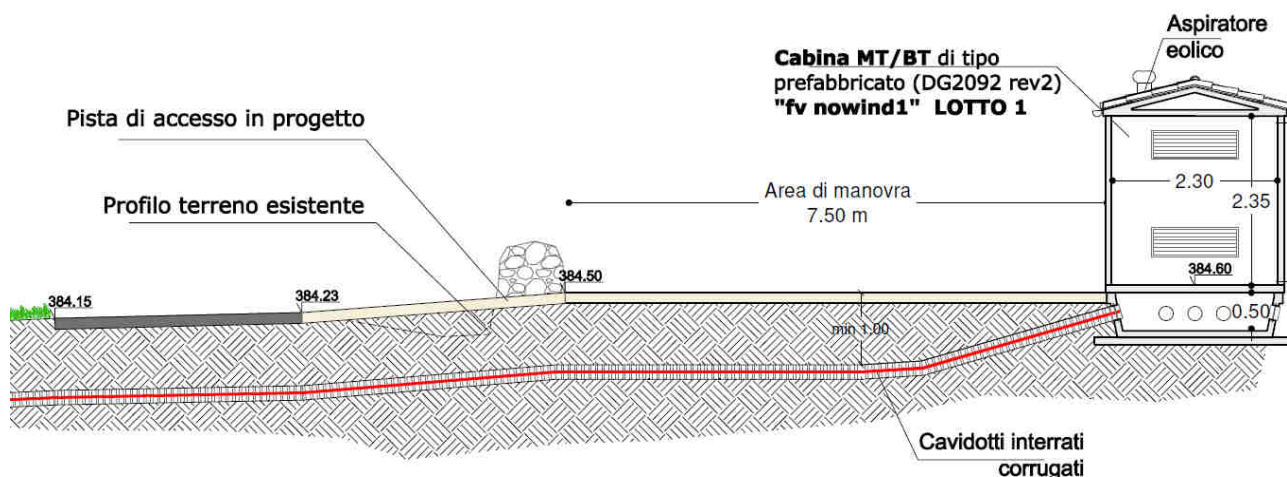 Aspiratore
eolico
Cabina MT/BT di tipo
prefabbricato (DG2092 rev2)
"fv nowind1" LOTTO 1
Pista di accesso in progetto
Profilo terreno esistente
Area di manovra
7.50 m
2.30
2.35
384.15
384.23
384.50
384.60
min 1.00
0.50
Cavidotti interrati
corrugati